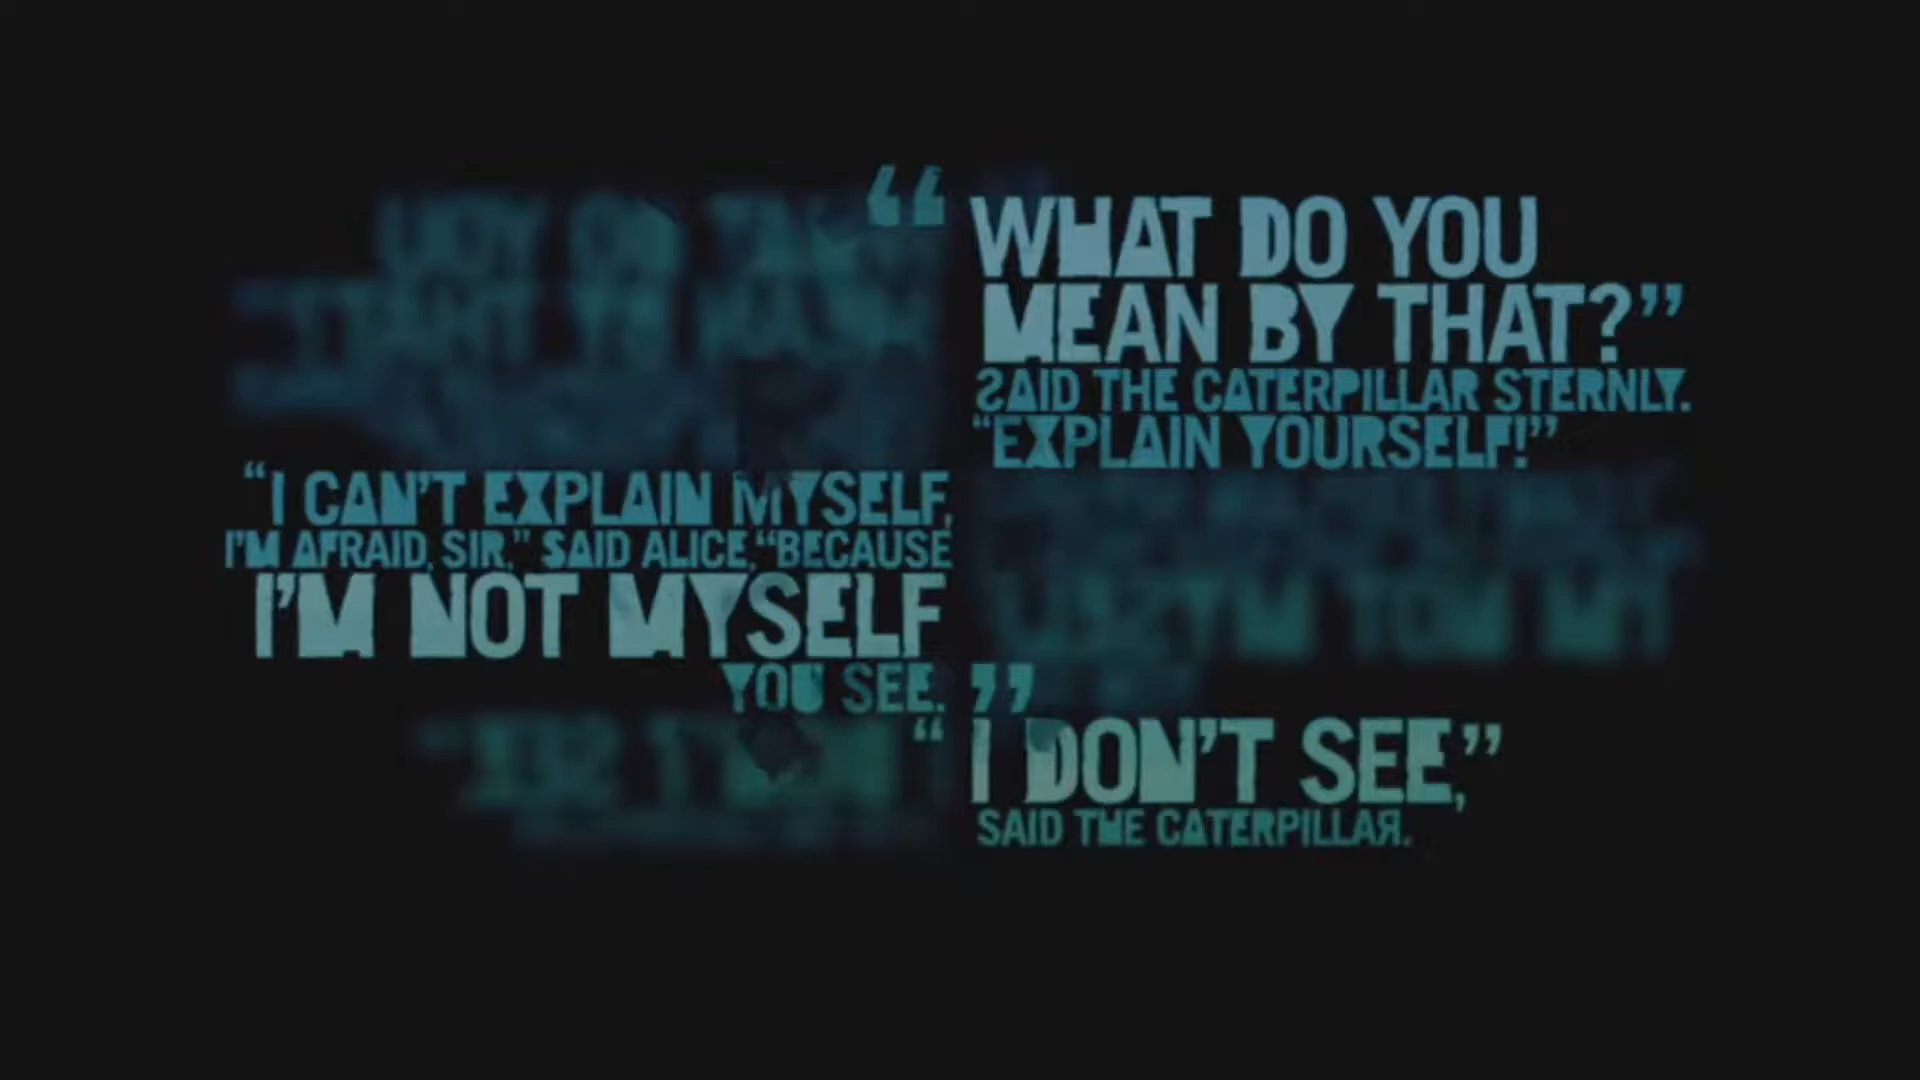 “ WHAT DO YOU
MEAN BY THAT?”
SAID THE CATERPILLAR STERNLY.
“EXPLAIN YOURSELF!”
“I CAN’T EXPLAIN MYSELF,
I’M AFRAID, SIR,” SAID ALICE, “BECAUSE
I’M NOT MYSELF
YOU SEE. ”
“ I DON’T SEE,”
SAID THE CATERPILLAR.